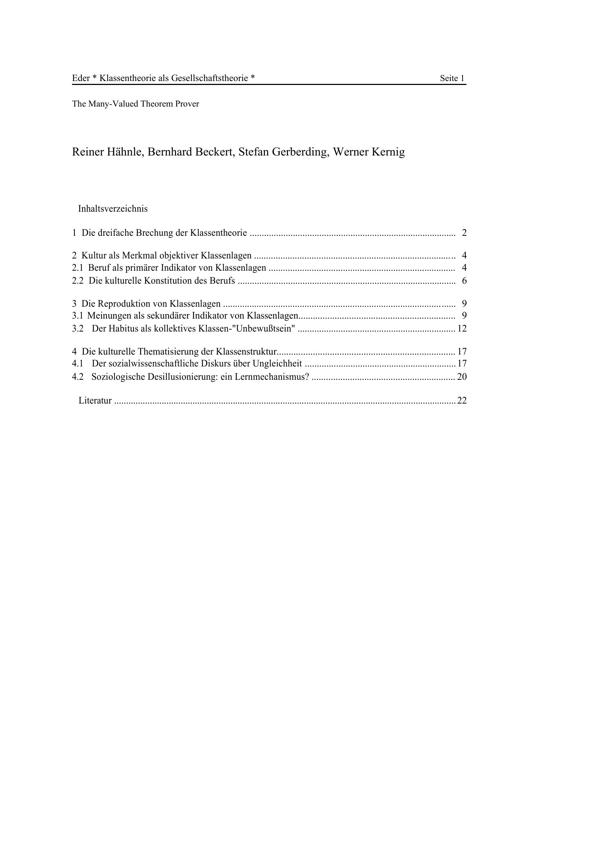 Eder * Klassentheorie als Gesellschaftstheorie * Seite 1
The Many-Valued Theorem Prover
Reiner Hähnle, Bernhard Beckert, Stefan Gerberding, Werner Kernig
Inhaltsverzeichnis
1 Die dreifache Brechung der Klassentheorie ..................................................................................... 2
2 Kultur als Merkmal objektiver Klassenlagen ................................................................................... 4
2.1 Beruf als primärer Indikator von Klassenlagen ............................................................................. 4
2.2 Die kulturelle Konstitution des Berufs .......................................................................................... 6
3 Die Reproduktion von Klassenlagen ................................................................................................ 9
3.1 Meinungen als sekundärer Indikator von Klassenlagen................................................................. 9
3.2 Der Habitus als kollektives Klassen-"Unbewußtsein" ................................................................. 12
4 Die kulturelle Thematisierung der Klassenstruktur.......................................................................... 17
4.1 Der sozialwissenschaftliche Diskurs über Ungleichheit .............................................................. 17
4.2 Soziologische Desillusionierung: ein Lernmechanismus? ........................................................... 20
Literatur ............................................................................................................................................. 22